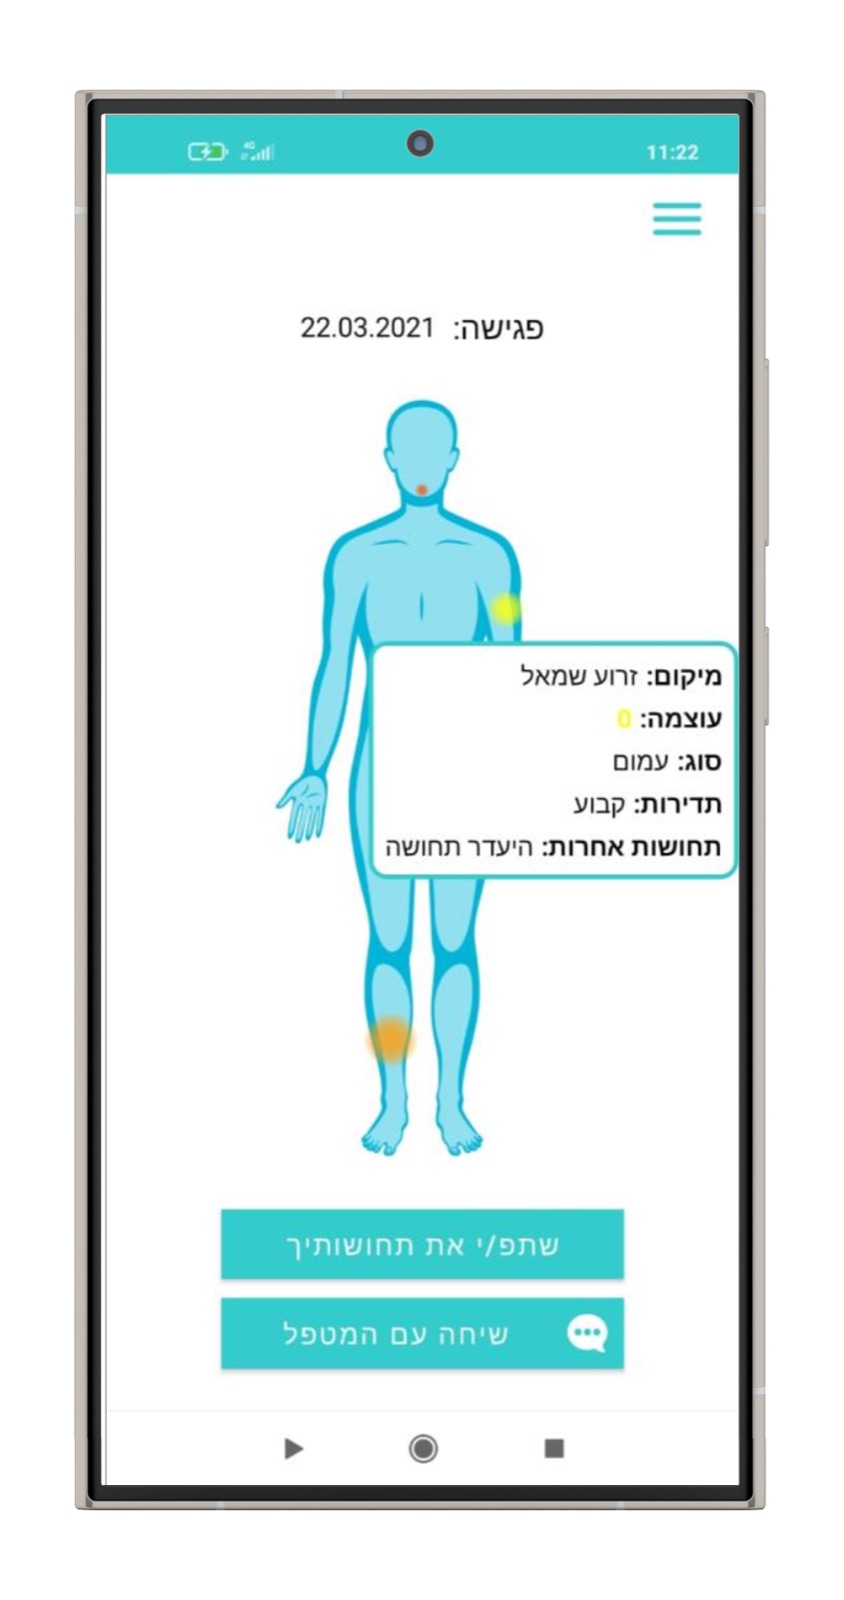 11:22
4G
פגישה: 22.03.2021
מיקום: זרוע שמאל
עוצמה: 0
סוג: עמום
תדירות: קבוע
תחושות אחרות: היעדר תחושה
שתפ/י את תחושותיך
שיחה עם המטפל